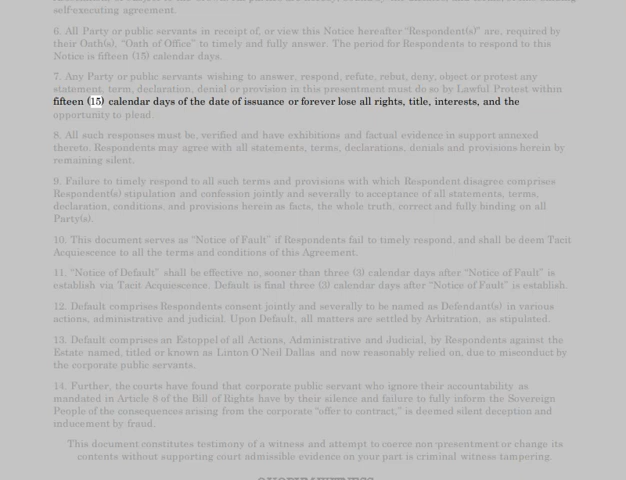 self-executing agreement.
6. All Party or public servants in receipt of, or view this Notice hereafter "Respondent(s)" are, required by
their Oath(s), "Oath of Office" to timely and fully answer. The period for Respondents to respond to this
Notice is fifteen (15) calendar days.
7. Any Party or public servants wishing to answer, respond, refute, rebut, deny, object or protest any
statement, term, declaration, denial or provision in this presentment must do so by Lawful Protest within
fifteen (15) calendar days of the date of issuance or forever lose all rights, title, interests, and the
opportunity to plead.
8. All such responses must be, verified and have exhibitions and factual evidence in support annexed
thereto. Respondents may agree with all statements, terms, declarations, denials and provisions herein by
remaining silent.
9. Failure to timely respond to all such terms and provisions with which Respondent disagree comprises
Respondent(s) stipulation and confession jointly and severally to acceptance of all statements, terms,
declaration, conditions, and provisions herein as facts, the whole truth, correct and fully binding on all
Party(s).
10. This document serves as "Notice of Fault" if Respondents fail to timely respond, and shall be deem Tacit
Acquiescence to all the terms and conditions of this Agreement.
11. "Notice of Default" shall be effective no, sooner than three (3) calendar days after "Notice of Fault" is
establish via Tacit Acquiescence. Default is final three (3) calendar days after "Notice of Fault" is establish.
12. Default comprises Respondents consent jointly and severally to be named as Defendant(s) in various
actions, administrative and judicial. Upon Default, all matters are settled by Arbitration, as stipulated.
13. Default comprises an Estoppel of all Actions, Administrative and Judicial, by Respondents against the
Estate named, titled or known as Linton O'Neil Dallas and now reasonably relied on, due to misconduct by
the corporate public servants.
14. Further, the courts have found that corporate public servant who ignore their accountability as
mandated in Article 8 of the Bill of Rights have by their silence and failure to fully inform the Sovereign
People of the consequences arising from the corporate "offer to contract," is deemed silent deception and
inducement by fraud.
This document constitutes testimony of a witness and attempt to coerce non-presentment or change its
contents without supporting court admissible evidence on your part is criminal witness tampering.